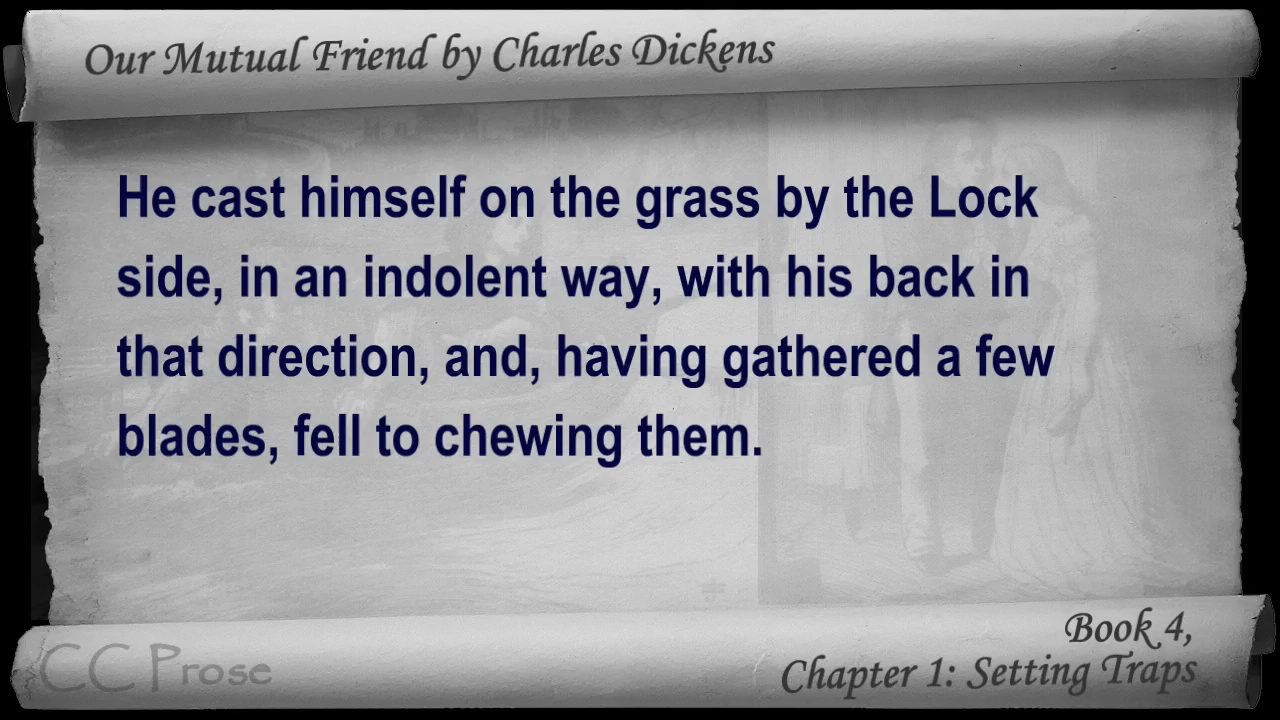 Our Mutual Friend by Charles Dickens
He cast himself on the grass by the Lock
side, in an indolent way, with his back in
that direction, and, having gathered a few
blades, fell to chewing them.
Book 4,
Chapter 1: Setting Traps
CC Prose